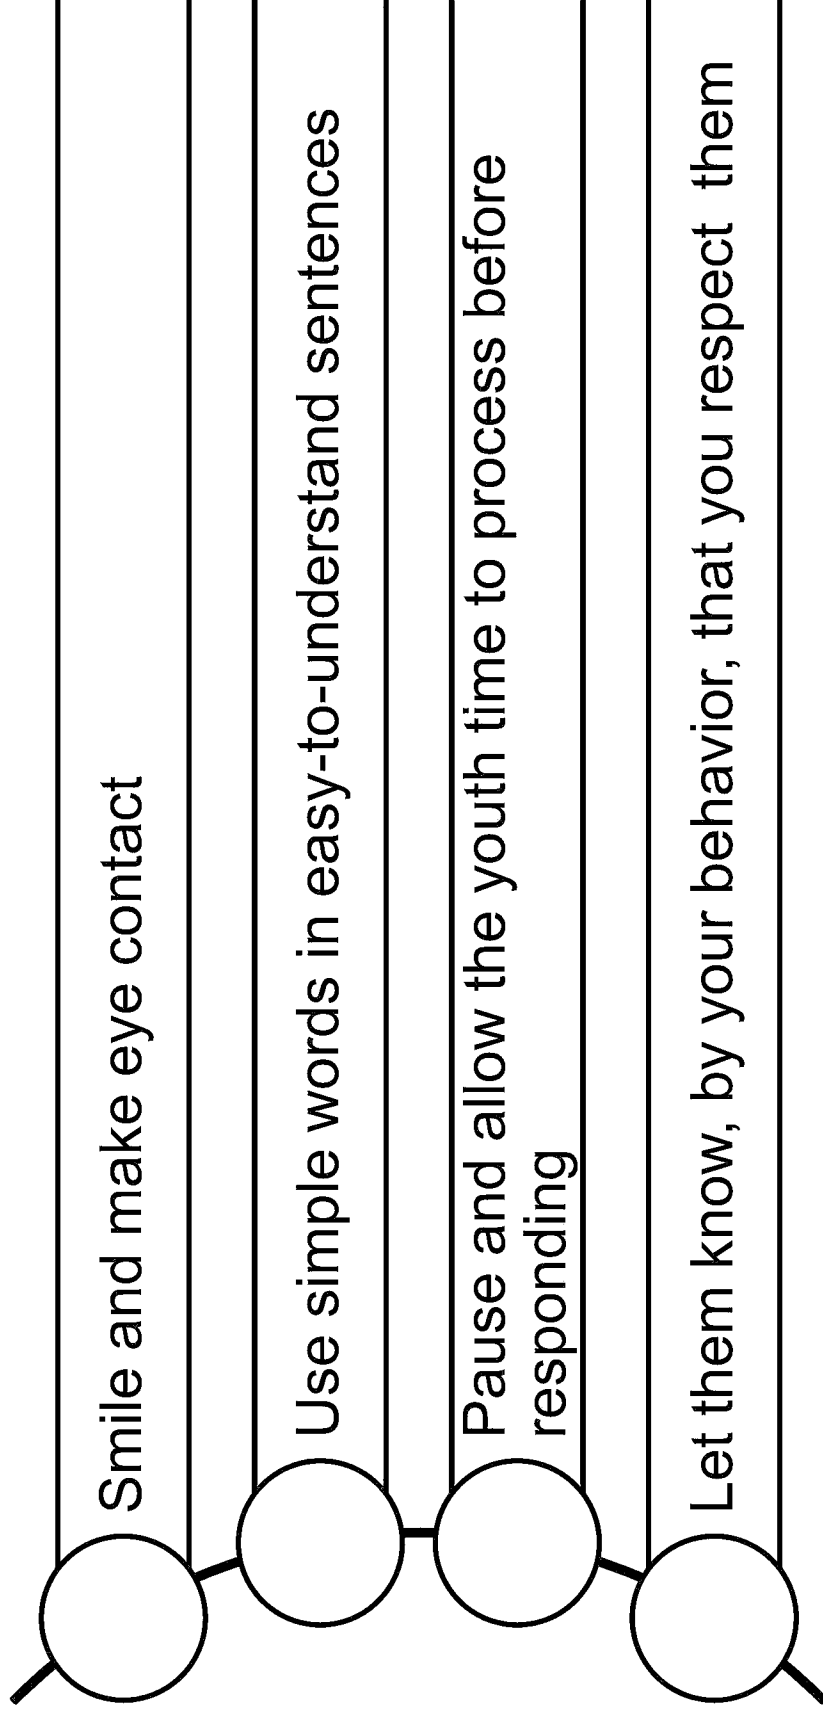 Smile and make eye contact
Use simple words in easy-to-understand sentences
Pause and allow the youth time to process before
responding
Let them know, by your behavior, that you respect  them